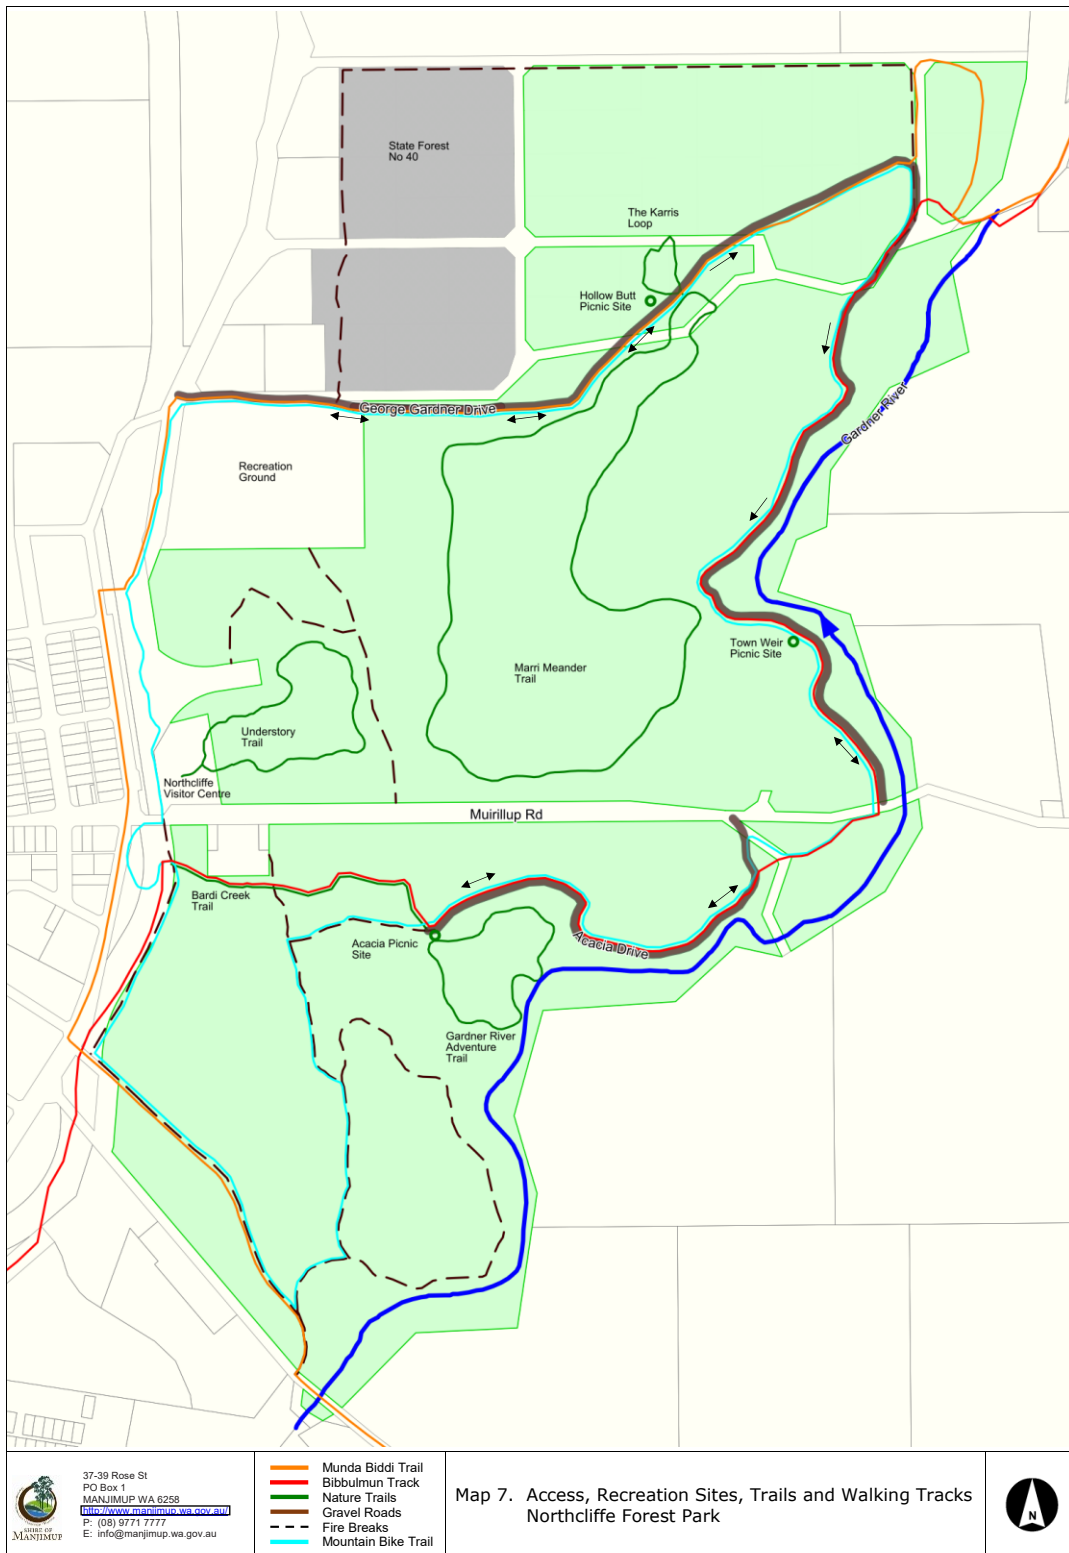 State Forest
No 40
The Karris
Loop
Hollow Butt
Picnic Site
George Gardner Drive
Gardner River
Recreation
Ground
Town Weir
Picnic Site
Marri Meander
Trail
Understory
Trail
Northcliffe
Visitor Centre
Muirillup Rd
Bardi Creek
Trail
Acacia Picnic
Site
Acacia Drive
Gardner River
Adventure
Trail
SHIRE OF
MANJIMUP
37-39 Rose St
PO Box 1
MANJIMUP WA 6258
http://www.manjimup.wa.gov.au/
P: (08) 9771 7777
E: info@manjimup.wa.gov.au
Munda Biddi Trail
Bibbulmun Track
Nature Trails
Gravel Roads
Fire Breaks
Mountain Bike Trail
Map 7. Access, Recreation Sites, Trails and Walking Tracks
Northcliffe Forest Park
N